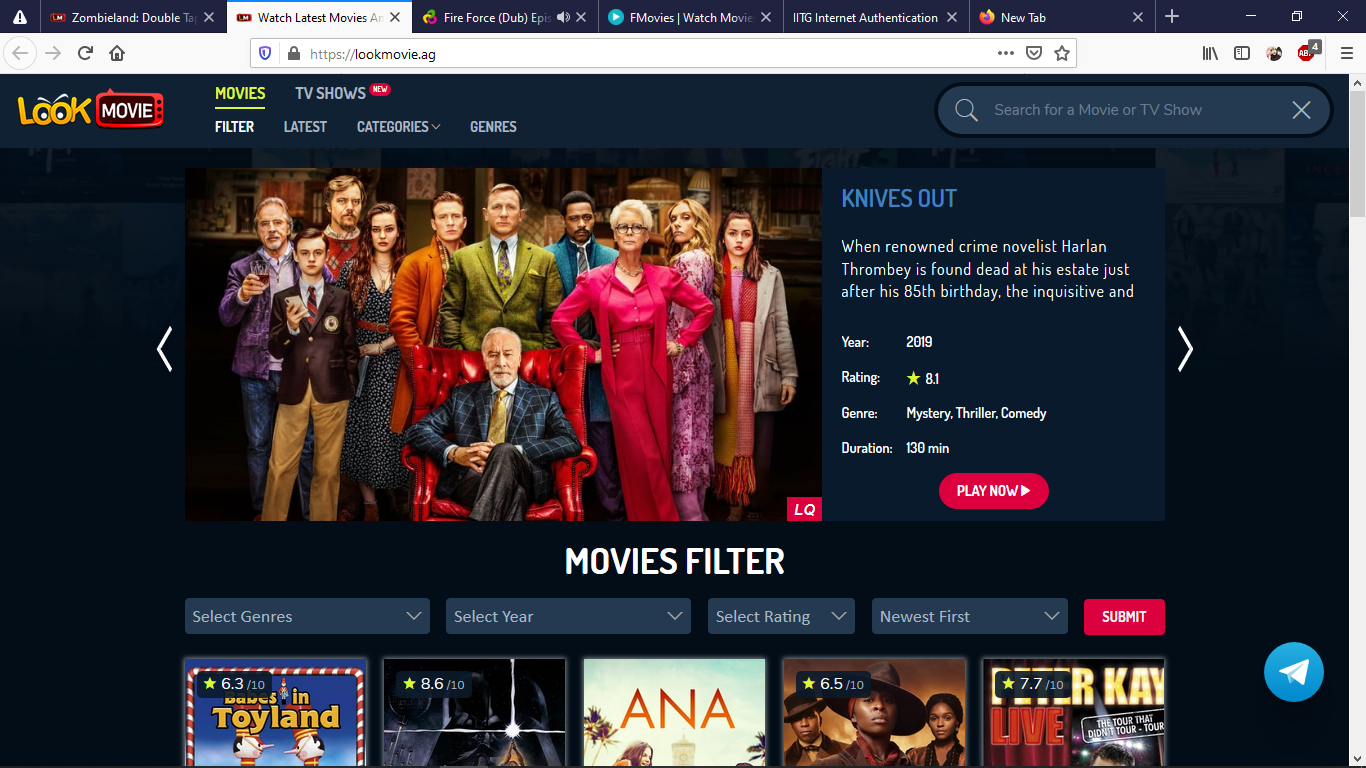 Zombieland: Double Ta
Watch Latest Movies An
Fire Force (Dub) Epis
FMovies | Watch Movie
IITG Internet Authentication
New Tab
https://lookmovie.ag
ABP
4
LOOK MOVIE
MOVIES
TV SHOWS NEW
FILTER
LATEST
CATEGORIES
GENRES
Search for a Movie or TV Show
KNIVES OUT
When renowned crime novelist Harlan
Thrombey is found dead at his estate just
after his 85th birthday, the inquisitive and
Year: 2019
Rating: 8.1
Genre: Mystery, Thriller, Comedy
Duration: 130 min
PLAY NOW
LQ
MOVIES FILTER
Select Genres
Select Year
Select Rating
Newest First
SUBMIT
6.3 /10
Babes in
Toyland
8.6 /10
ANA
6.5 /10
7.7 /10
PETER KAY
LIVE
THE TOUR THAT
DIDN'T TOUR - TOUR